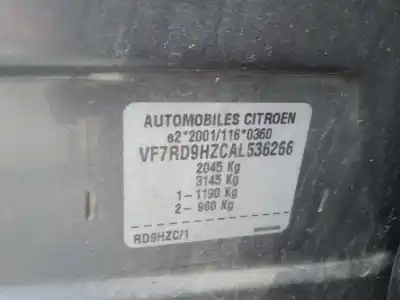 AUTOMOBILES CITROEN
e2*2001/116*0360
VF7RD9HZCAL536266
2045 Kg
3145 Kg
1- 1190 Kg
2- 960 Kg
RD9HZC/1